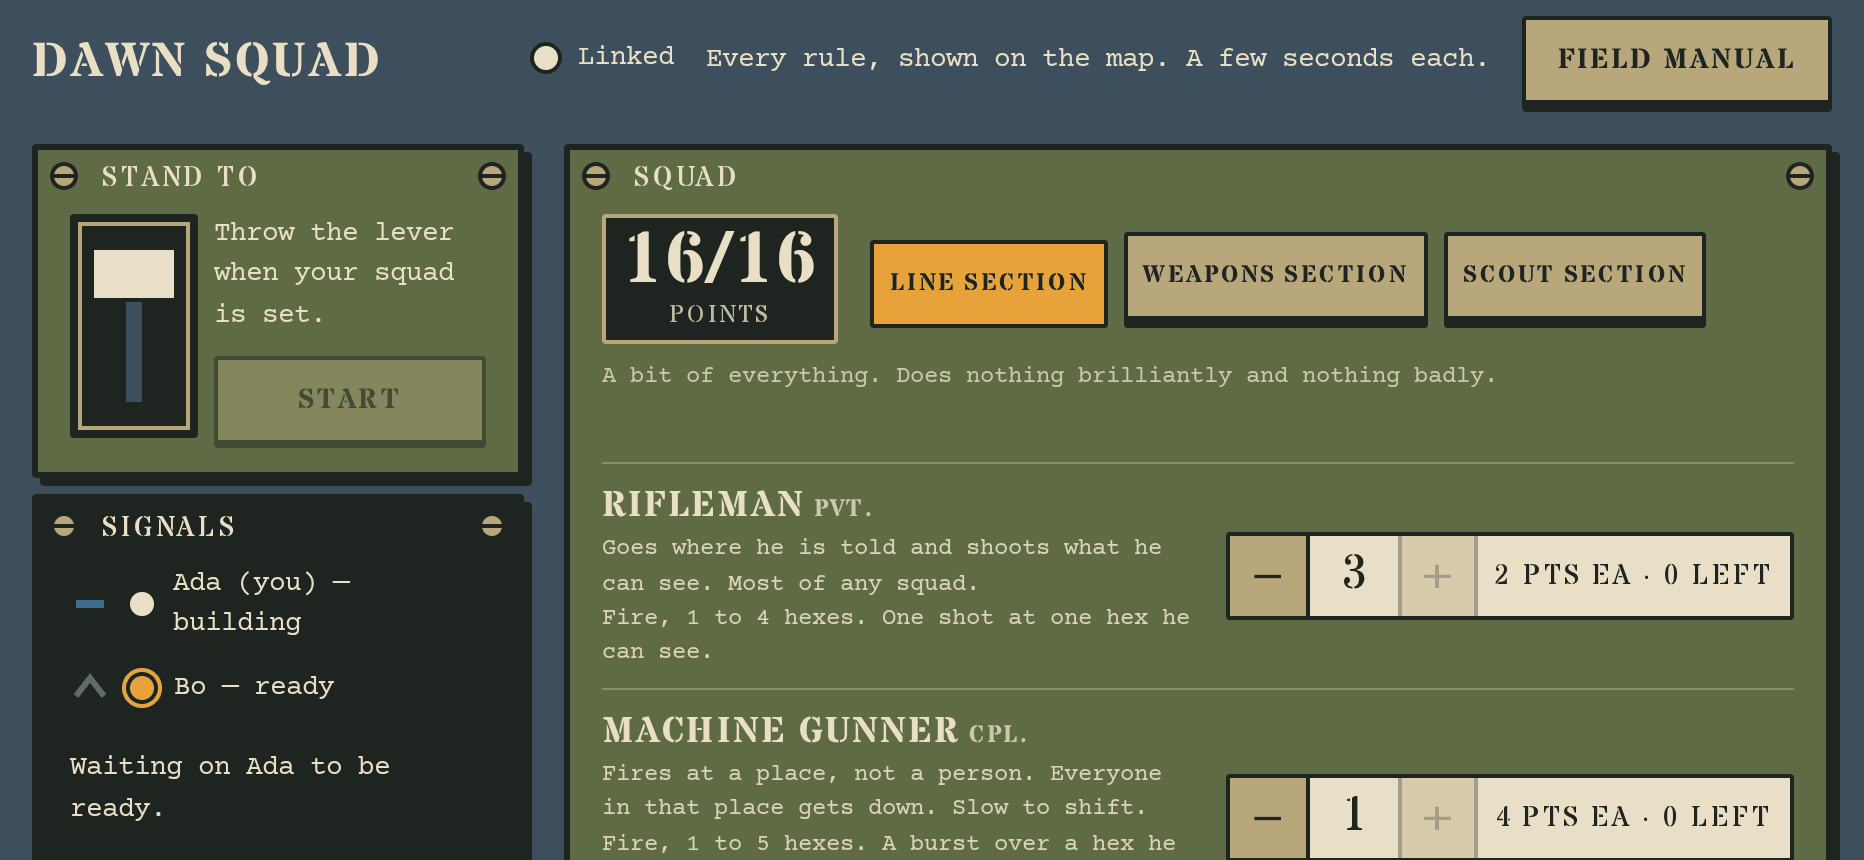 DAWN SQUAD
Linked
Every rule, shown on the map. A few seconds each.
FIELD MANUAL
STAND TO
Throw the lever
when your squad
is set.
START
SIGNALS
Ada (you) —
building
Bo — ready
Waiting on Ada to be
ready.
SQUAD
16/16
POINTS
LINE SECTION
WEAPONS SECTION
SCOUT SECTION
A bit of everything. Does nothing brilliantly and nothing badly.
RIFLEMAN PVT.
Goes where he is told and shoots what he
can see. Most of any squad.
Fire, 1 to 4 hexes. One shot at one hex he
can see.
− 3 + 2 PTS EA · 0 LEFT
MACHINE GUNNER CPL.
Fires at a place, not a person. Everyone
in that place gets down. Slow to shift.
Fire, 1 to 5 hexes. A burst over a hex he
− 1 + 4 PTS EA · 0 LEFT